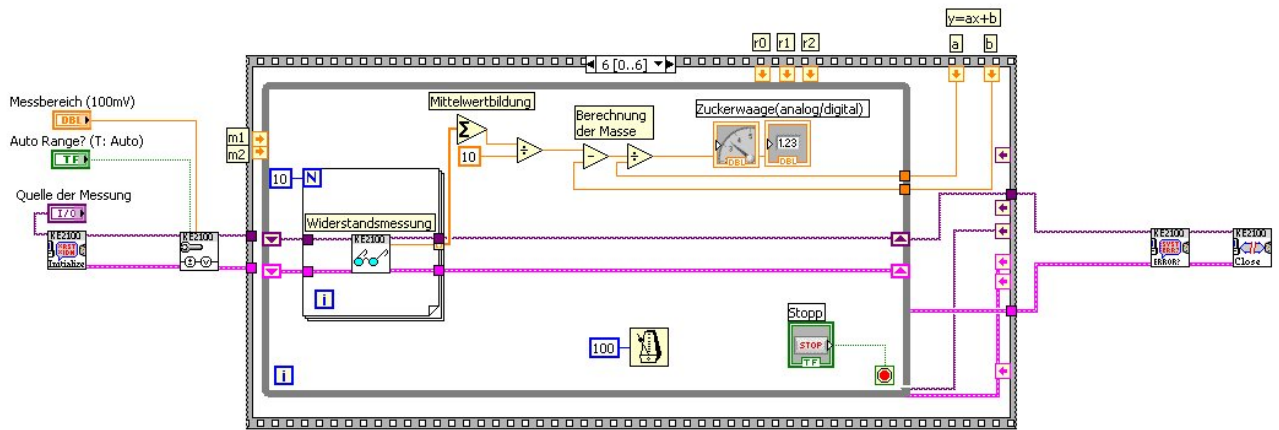 y=ax+b
r0 r1 r2
a b
6 [0..6]
Messbereich (100mV)
DBL
Auto Range? (T: Auto)
TF
Quelle der Messung
I/O
KE2100
Initialize
KE2100
m1
m2
Mittelwertbildung
Σ
10
÷
Berechnung
der Masse
-
÷
Zuckerwaage(analog/digital)
DBL
1.23
DBL
10 N
Widerstandsmessung
KE2100
i
100
Stopp
STOP
TF
i
KE2100
ERROR?
KE2100
Close